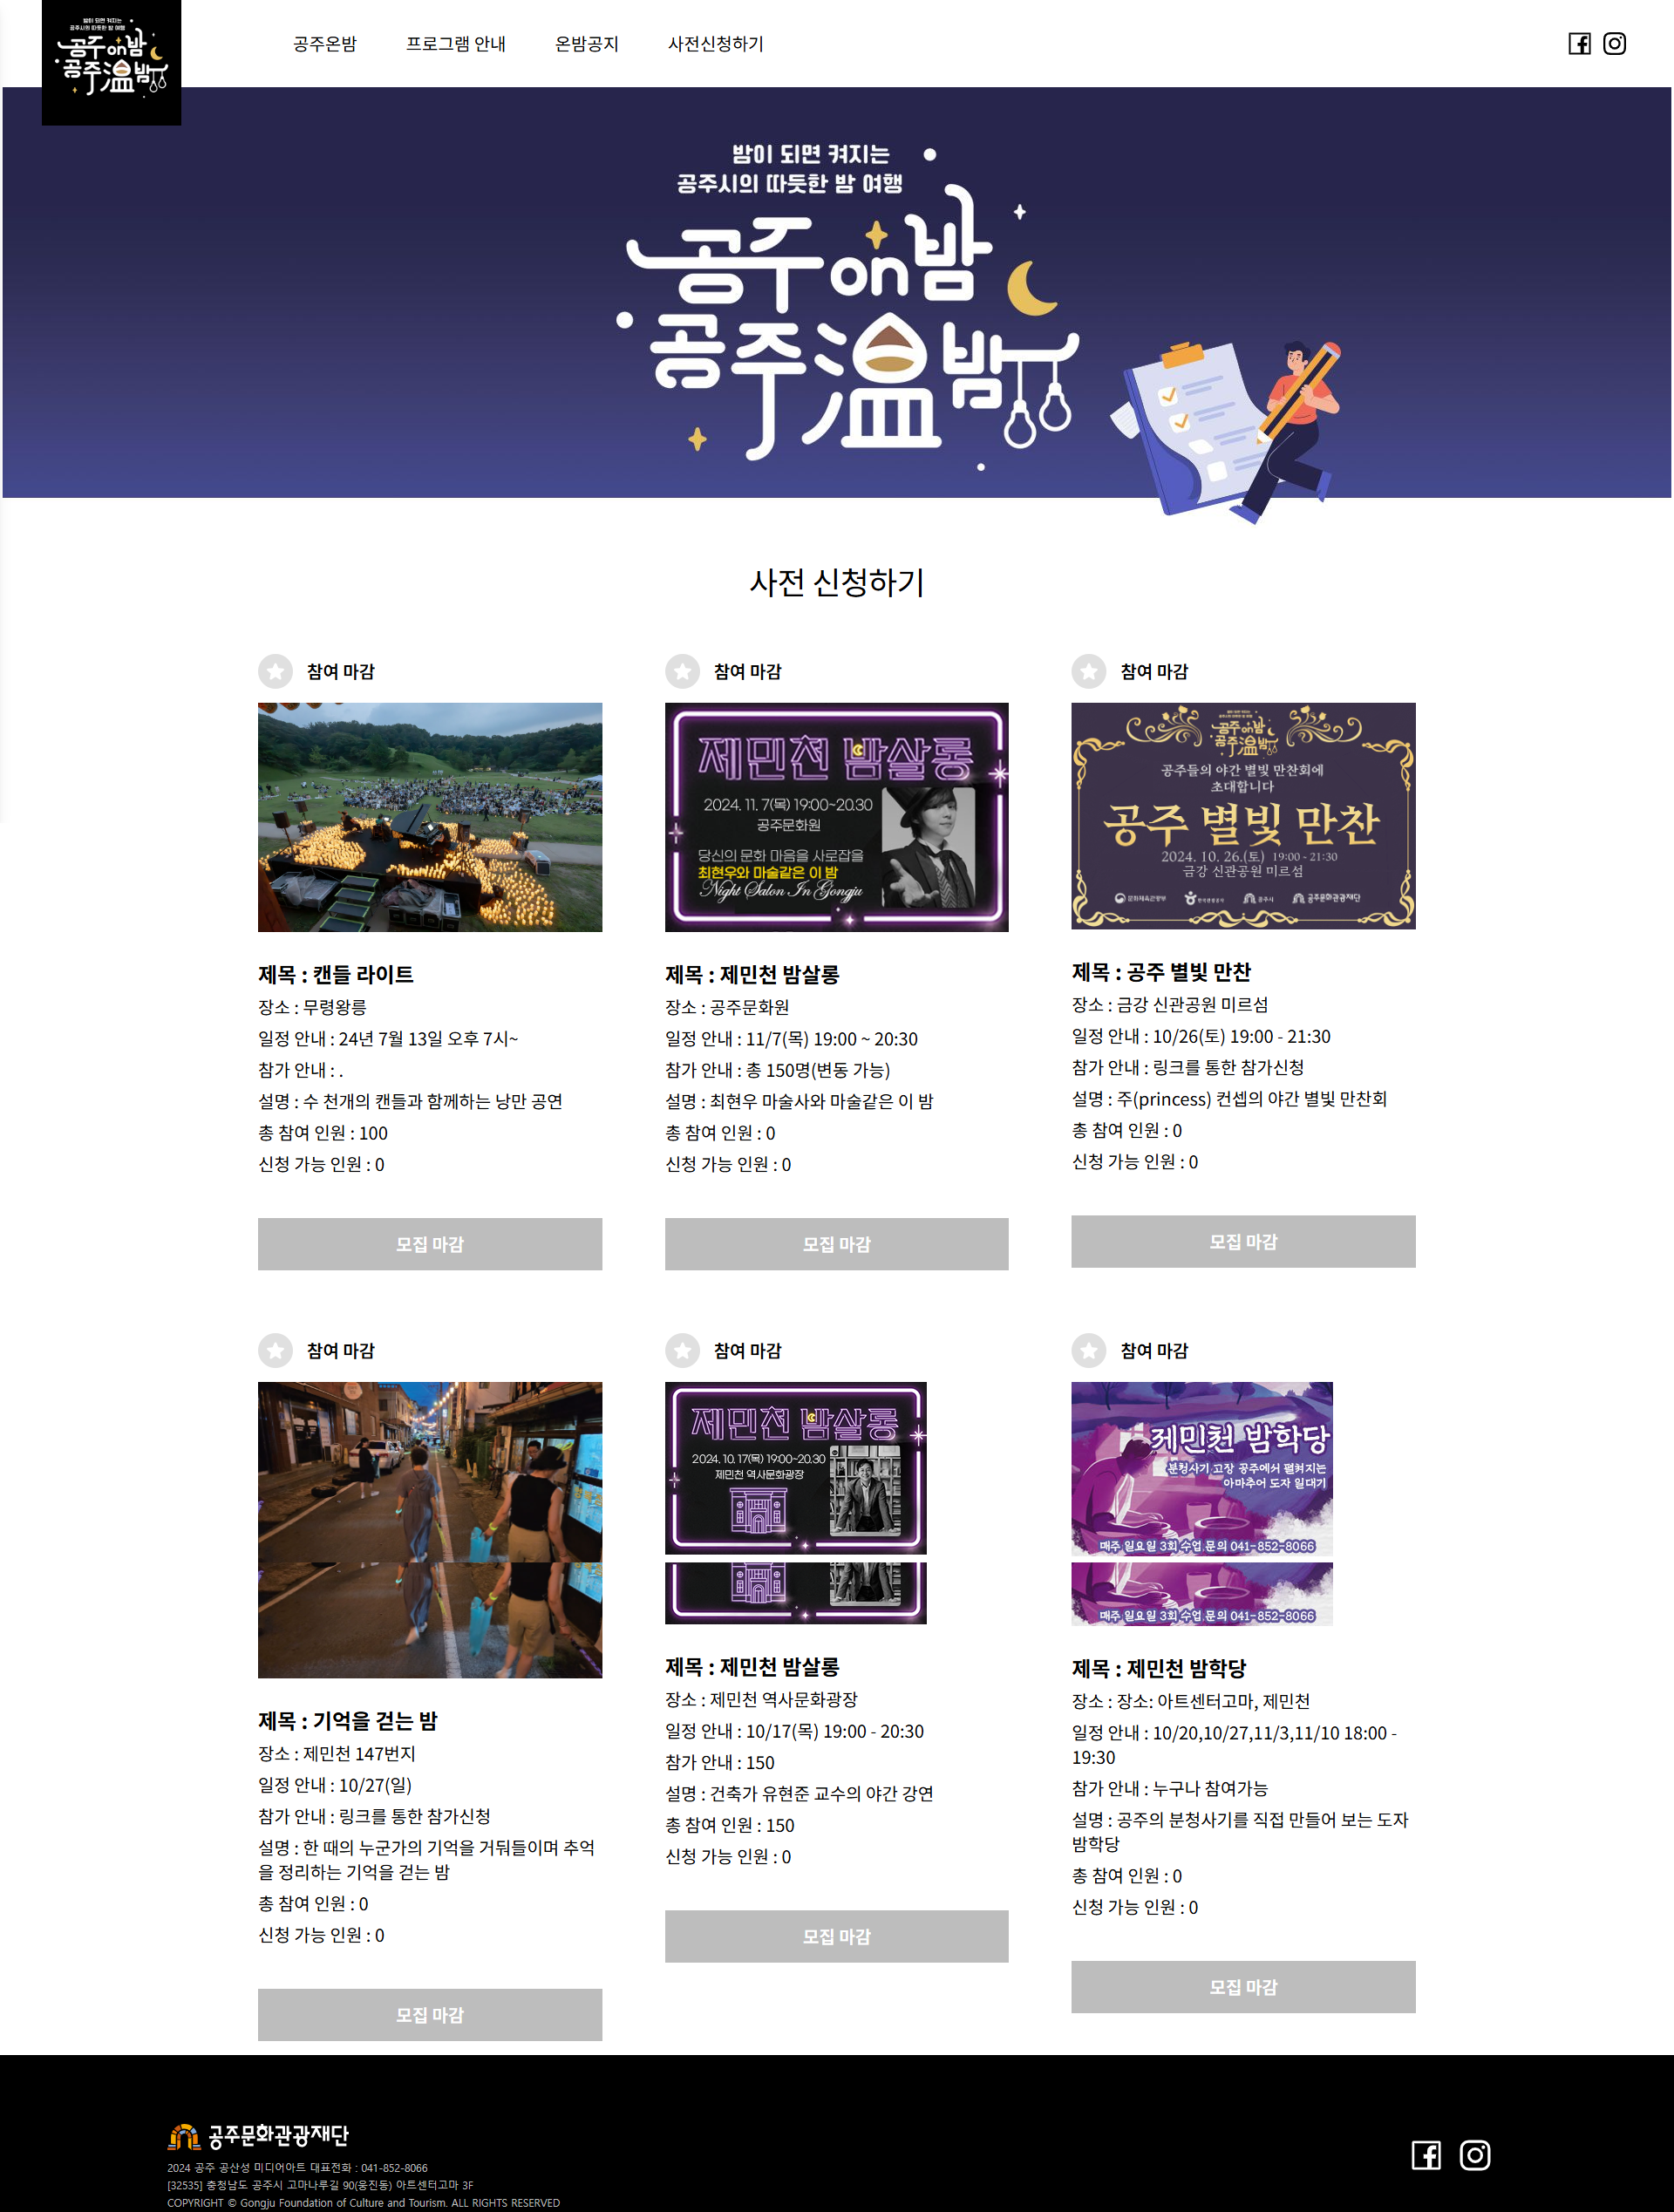 밤이 되면 켜지는
공주시의 따뜻한 밤 여행
공주on밤
공주溫밤
공주온밤
프로그램 안내
온밤공지
사전신청하기
밤이 되면 켜지는
공주시의 따뜻한 밤 여행
공주on밤
공주溫밤
사전 신청하기
참여 마감
제목 : 캔들 라이트
장소 : 무령왕릉
일정 안내 : 24년 7월 13일 오후 7시~
참가 안내 : .
설명 : 수 천개의 캔들과 함께하는 낭만 공연
총 참여 인원 : 100
신청 가능 인원 : 0
모집 마감
참여 마감
제민천 밤살롱
2024. 11. 7(목) 19:00~20.30
공주문화원
당신의 문화 마음을 사로잡을
최현우와 마술같은 이 밤
Night Salon In Gongju
제목 : 제민천 밤살롱
장소 : 공주문화원
일정 안내 : 11/7(목) 19:00 ~ 20:30
참가 안내 : 총 150명(변동 가능)
설명 : 최현우 마술사와 마술같은 이 밤
총 참여 인원 : 0
신청 가능 인원 : 0
모집 마감
참여 마감
공주on밤
공주溫밤
공주들의 야간 별빛 만찬회에
초대합니다
공주 별빛 만찬
2024. 10. 26.(토) 19:00 - 21:30
금강 신관공원 미르섬
문화체육관광부 한국관광공사 공주시 공주문화관광재단
제목 : 공주 별빛 만찬
장소 : 금강 신관공원 미르섬
일정 안내 : 10/26(토) 19:00 - 21:30
참가 안내 : 링크를 통한 참가신청
설명 : 주(princess) 컨셉의 야간 별빛 만찬회
총 참여 인원 : 0
신청 가능 인원 : 0
모집 마감
참여 마감
제목 : 기억을 걷는 밤
장소 : 제민천 147번지
일정 안내 : 10/27(일)
참가 안내 : 링크를 통한 참가신청
설명 : 한 때의 누군가의 기억을 거둬들이며 추억
을 정리하는 기억을 걷는 밤
총 참여 인원 : 0
신청 가능 인원 : 0
모집 마감
참여 마감
제민천 밤살롱
2024. 10. 17(목) 19:00~20.30
제민천 역사문화광장
제목 : 제민천 밤살롱
장소 : 제민천 역사문화광장
일정 안내 : 10/17(목) 19:00 - 20:30
참가 안내 : 150
설명 : 건축가 유현준 교수의 야간 강연
총 참여 인원 : 150
신청 가능 인원 : 0
모집 마감
참여 마감
제민천 밤학당
분청사기 고장 공주에서 펼쳐지는
아마추어 도자 일대기
매주 일요일 3회 수업 문의 041-852-8066
매주 일요일 3회 수업 문의 041-852-8066
제목 : 제민천 밤학당
장소 : 장소: 아트센터고마, 제민천
일정 안내 : 10/20,10/27,11/3,11/10 18:00 -
19:30
참가 안내 : 누구나 참여가능
설명 : 공주의 분청사기를 직접 만들어 보는 도자
밤학당
총 참여 인원 : 0
신청 가능 인원 : 0
모집 마감
공주문화관광재단
2024 공주 공산성 미디어아트 대표전화 : 041-852-8066
[32535] 충청남도 공주시 고마나루길 90(웅진동) 아트센터고마 3F
COPYRIGHT © Gongju Foundation of Culture and Tourism. ALL RIGHTS RESERVED